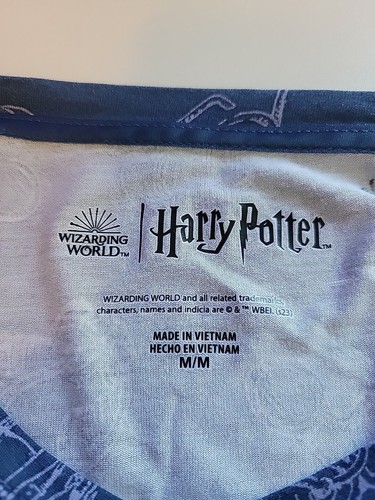 WIZARDING
WORLD™
Harry Potter™
WIZARDING WORLD and all related trademarks,
characters, names and indicia are © & ™ WBEI. (s23)
MADE IN VIETNAM
HECHO EN VIETNAM
M/M